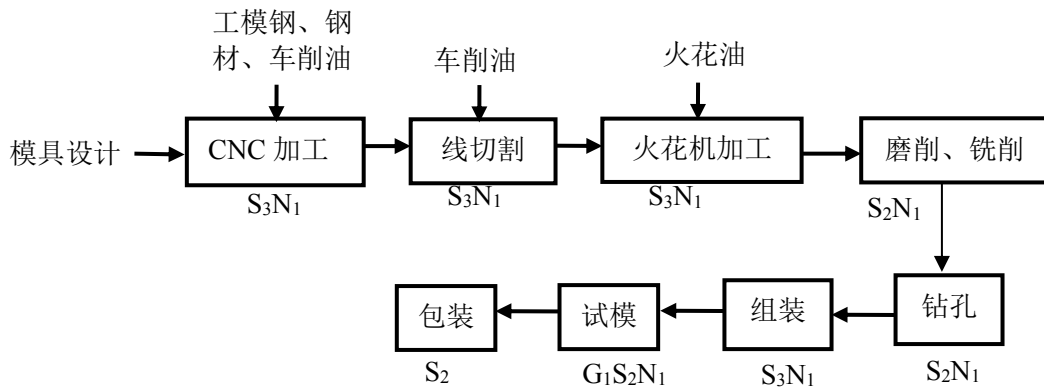 工模钢、钢
材、车削油
车削油
火花油
模具设计
CNC 加工
线切割
火花机加工
磨削、铣削
S₃N₁
S₃N₁
S₃N₁
S₂N₁
包装
试模
组装
钻孔
S₂
G₁S₂N₁
S₃N₁
S₂N₁